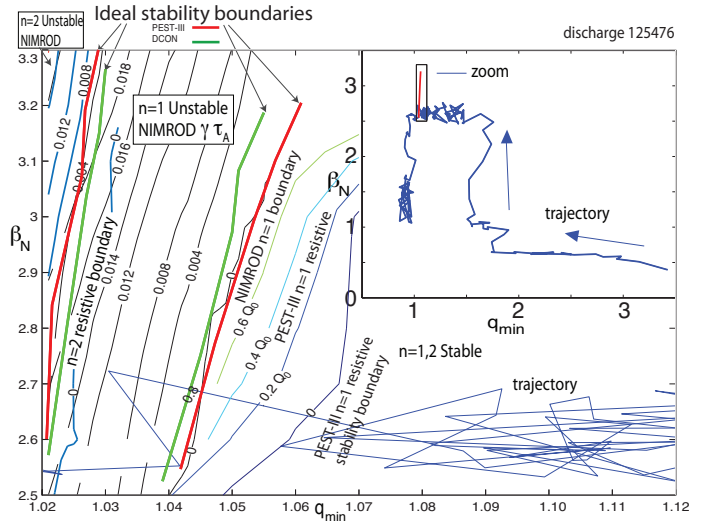 n=2 Unstable
NIMROD
Ideal stability boundaries
PEST-III
DCON
discharge 125476
n=1 Unstable
NIMROD γ τA
0.008
0.018
0.012
0
0.016
0.004
0.014
0.012
0.008
0.004
0
0.8
0
0
0
n=2 resistive boundary
NIMROD n=1 boundary
0.6 Q0
PEST-III n=1 resistive
0.4 Q0
0.2 Q0
0
PEST-III n=1 resistive
stability boundary
n=1,2 Stable
trajectory
βN
3.3
3.2
3.1
3
2.9
2.8
2.7
2.6
2.5
1.02
1.03
1.04
1.05
1.06
1.07
1.08
1.09
1.10
1.11
1.12
qmin
zoom
trajectory
βN
3
2
1
0
1
2
3
qmin